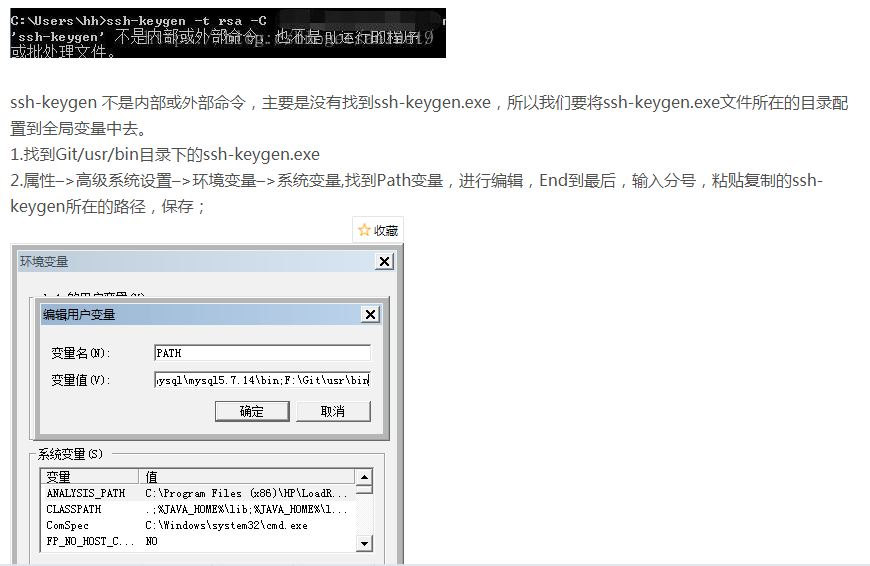 C:\Users\hh>ssh-keygen -t rsa -C
'ssh-keygen' 不是内部或外部命令，也不是可运行的程序
或批处理文件。
ssh-keygen 不是内部或外部命令，主要是没有找到ssh-keygen.exe，所以我们要将ssh-keygen.exe文件所在的目录配
置到全局变量中去。
1.找到Git/usr/bin目录下的ssh-keygen.exe
2.属性–>高级系统设置–>环境变量–>系统变量,找到Path变量，进行编辑，End到最后，输入分号，粘贴复制的ssh-
keygen所在的路径，保存；
收藏
环境变量
的用户变量(U)
编辑用户变量
变量名(N): PATH
变量值(V): ysql\mysql5.7.14\bin;F:\Git\usr\bin
确定 取消
系统变量(S)
变量 值
ANALYSIS_PATH C:\Program Files (x86)\HP\LoadR...
CLASSPATH .;%JAVA_HOME%\lib;%JAVA_HOME%\l...
ComSpec C:\Windows\system32\cmd.exe
FP_NO_HOST_C... NO